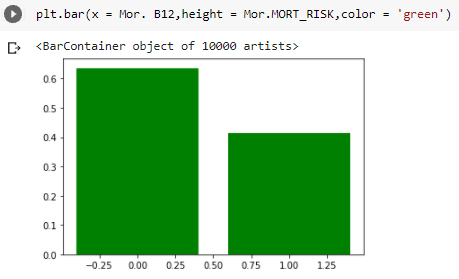 plt.bar(x = Mor. B12,height = Mor.MORT_RISK,color = 'green')
<BarContainer object of 10000 artists>
0.6
0.5
0.4
0.3
0.2
0.1
0.0
−0.25 0.00 0.25 0.50 0.75 1.00 1.25